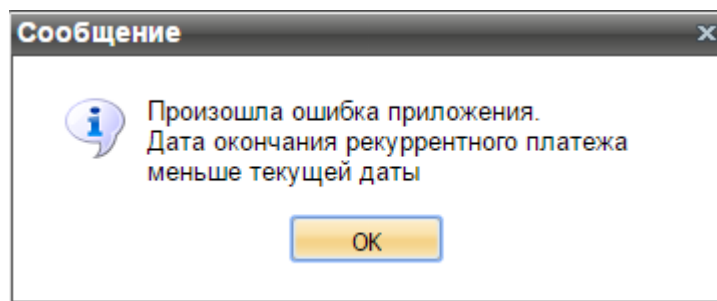 Сообщение
Произошла ошибка приложения.
Дата окончания рекуррентного платежа
меньше текущей даты
OK